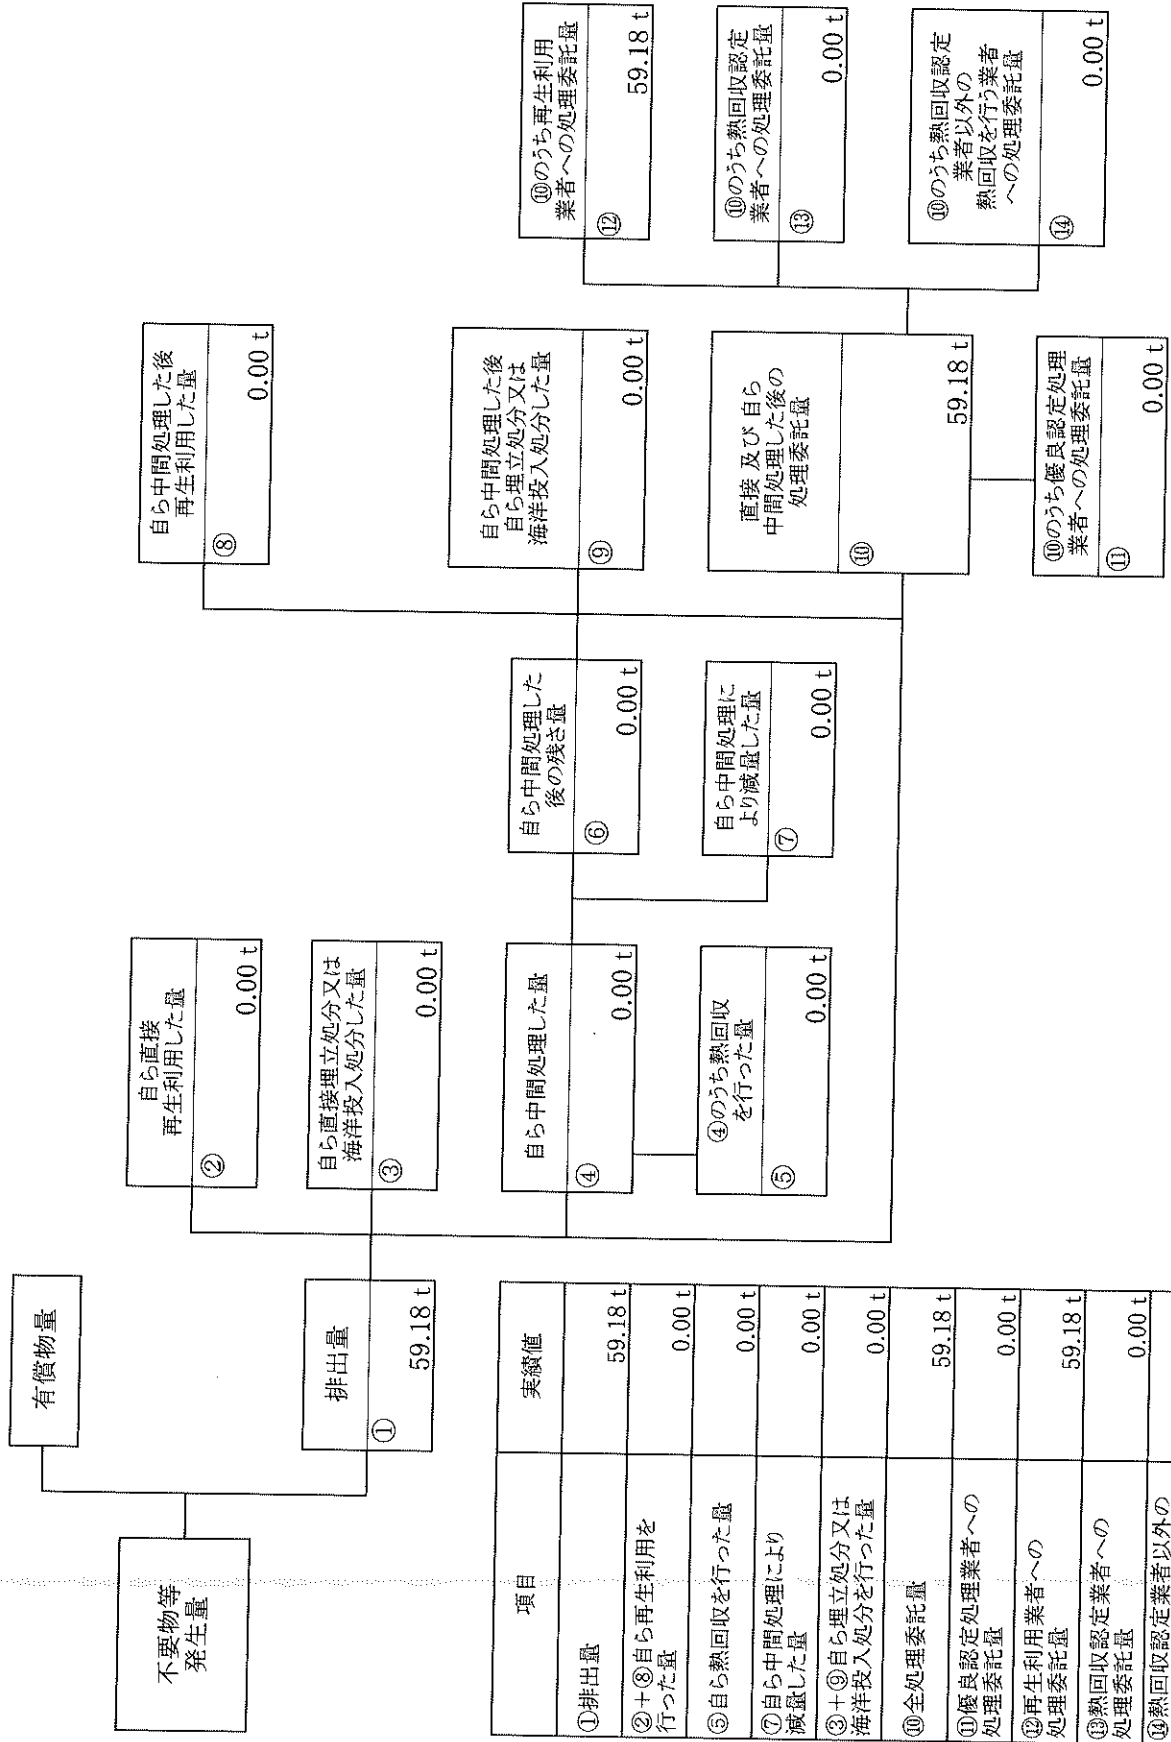 不要物等
発生量
有償物量
排出量
①
59.18 t
自ら直接
再生利用した量
②
0.00 t
自ら直接埋立処分又は
海洋投入処分した量
③
0.00 t
自ら中間処理した量
④
0.00 t
④のうち熱回収
を行った量
⑤
0.00 t
自ら中間処理した
後の残さ量
⑥
0.00 t
自ら中間処理に
より減量した量
⑦
0.00 t
自ら中間処理した後
再生利用した量
⑧
0.00 t
自ら中間処理した後
自ら埋立処分又は
海洋投入処分した量
⑨
0.00 t
直接 及び 自ら
中間処理した後の
処理委託量
⑩
59.18 t
⑩のうち優良認定処理
業者への処理委託量
⑪
0.00 t
⑩のうち再生利用
業者への処理委託量
⑫
59.18 t
⑩のうち熱回収認定
業者への処理委託量
⑬
0.00 t
⑩のうち熱回収認定
業者以外の
熱回収を行う業者
への処理委託量
⑭
0.00 t
項目 実績値
①排出量 59.18 t
②+⑧自ら再生利用を
行った量 0.00 t
⑤自ら熱回収を行った量 0.00 t
⑦自ら中間処理により
減量した量 0.00 t
③+⑨自ら埋立処分又は
海洋投入処分を行った量 0.00 t
⑩全処理委託量 59.18 t
⑪優良認定処理業者への
処理委託量 0.00 t
⑫再生利用業者への
処理委託量 59.18 t
⑬熱回収認定業者への
処理委託量 0.00 t
⑭熱回収認定業者以外の